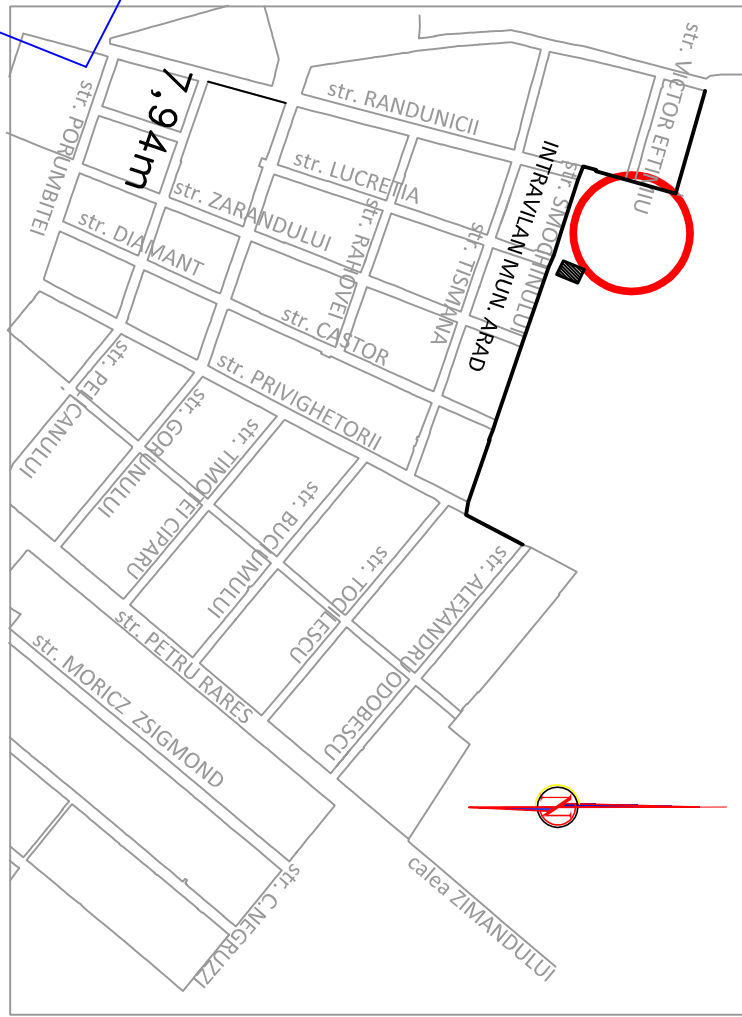 str. VICTOR EFTIMIU
str. RANDUNICII
7,94m
str. PORUMBITEI
str. LUCRETIA
INTRAVILAN MUN. ARAD
str. SMOCHINULUI
str. ZARANDULUI
str. RAHOVEI
str. TISMANA
str. DIAMANT
str. CASTOR
str. PRIVIGHETORII
str. PELICANULUI
str. GORUNULUI
str. TIMOTEI CIPARU
str. BUCIUMULUI
str. TOCILESCU
str. ALEXANDRU ODOBESCU
str. PETRU RARES
str. MORICZ ZSIGMOND
N
calea ZIMANDULUI
str. C.NEGRUZZI